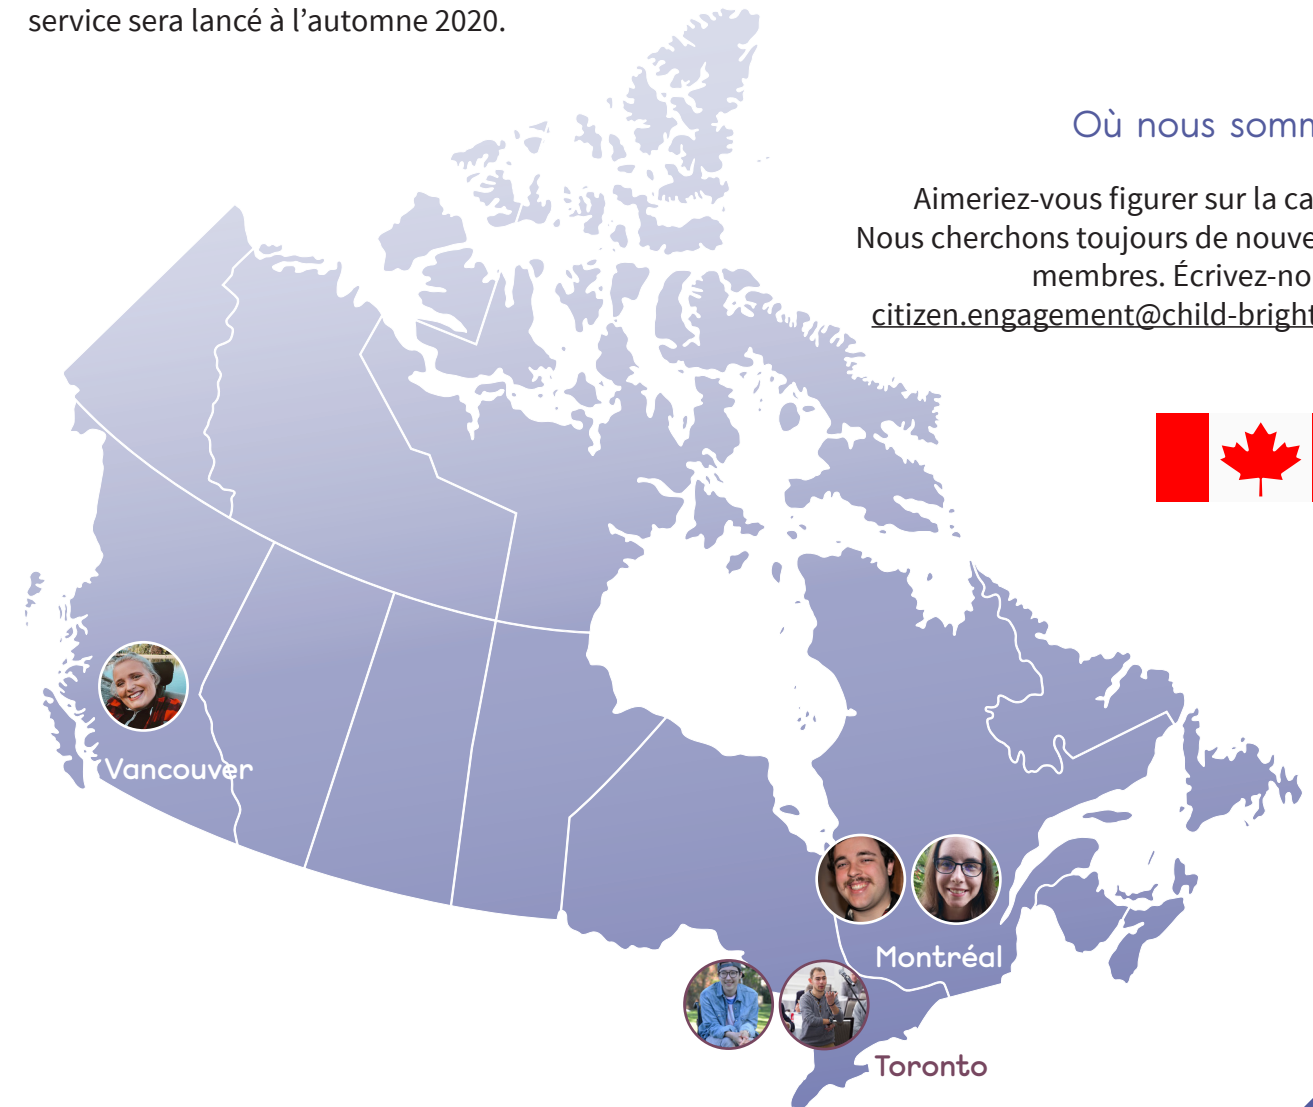 service sera lancé à l’automne 2020.
Où nous somm
Aimeriez-vous figurer sur la ca
Nous cherchons toujours de nouve
membres. Écrivez-no
citizen.engagement@child-bright
Vancouver
Montréal
Toronto